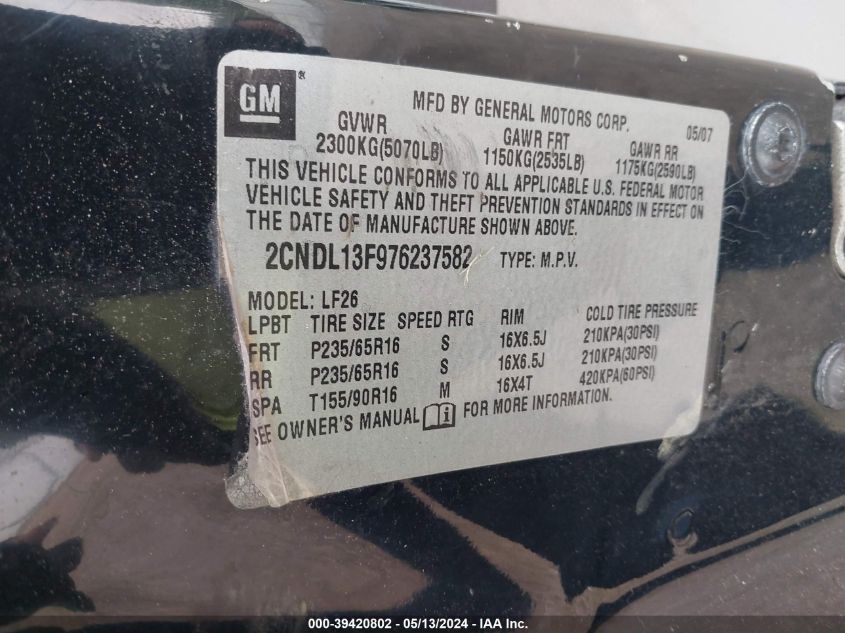 GM
MFD BY GENERAL MOTORS CORP. 05/07
GVWR GAWR FRT GAWR RR
2300KG(5070LB) 1150KG(2535LB) 1175KG(2590LB)
THIS VEHICLE CONFORMS TO ALL APPLICABLE U.S. FEDERAL MOTOR
VEHICLE SAFETY AND THEFT PREVENTION STANDARDS IN EFFECT ON
THE DATE OF MANUFACTURE SHOWN ABOVE.
2CNDL13F976237582 TYPE: M.P.V.
MODEL: LF26
LPBT TIRE SIZE SPEED RTG RIM COLD TIRE PRESSURE
FRT P235/65R16 S 16X6.5J 210KPA(30PSI)
RR P235/65R16 S 16X6.5J 210KPA(30PSI)
SPA T155/90R16 M 16X4T 420KPA(60PSI)
SEE OWNER'S MANUAL i FOR MORE INFORMATION.
000-39420802 - 05/13/2024 - IAA Inc.